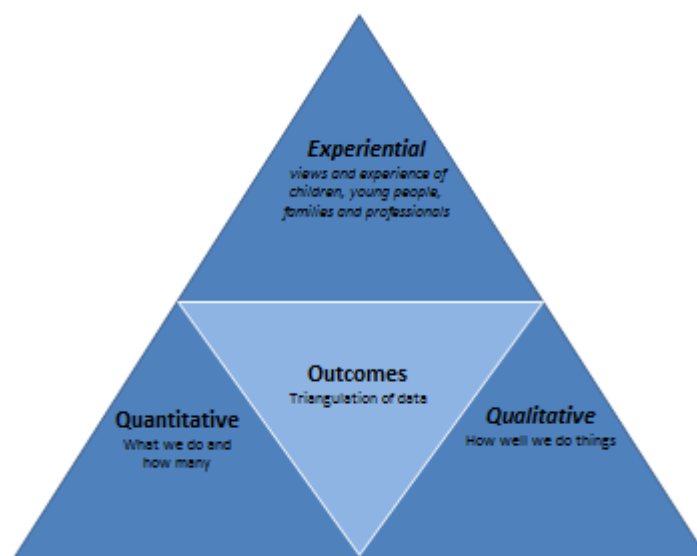 Experiential
views and experience of
children, young people,
families and professionals
Outcomes
Triangulation of data
Quantitative
What we do and
how many
Qualitative
How well we do things